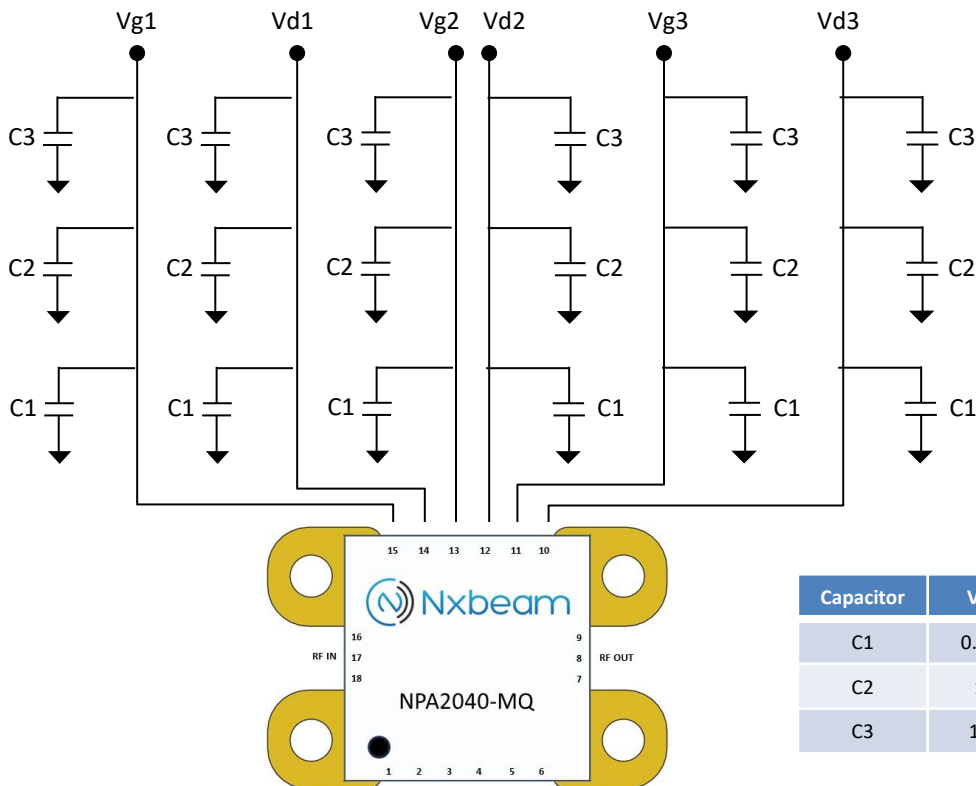 Vg1 Vd1 Vg2 Vd2 Vg3 Vd3
C3 C3 C3 C3 C3 C3
C2 C2 C2 C2 C2 C2
C1 C1 C1 C1 C1 C1
15 14 13 12 11 10
Nxbeam
16 9
RF IN 17 8 RF OUT
18 7
NPA2040-MQ
1 2 3 4 5 6
Capacitor
C1 0.
C2
C3 1